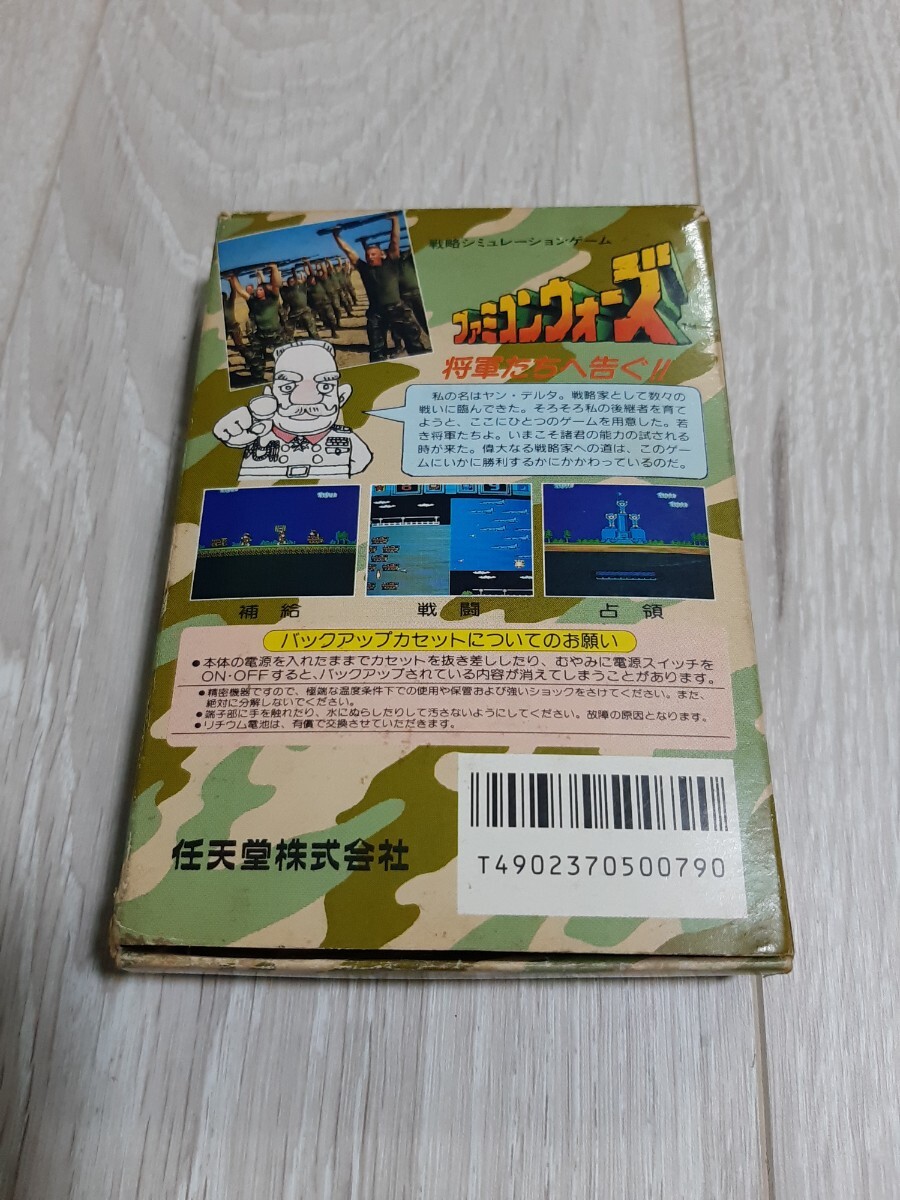 戦略シミュレーションゲーム
ファミコンウォーズ
将軍たちへ告ぐ!!
私の名はヤン・デルタ。戦略家として数々の
戦いに臨んできた。そろそろ私の後継者を育て
ようと、ここにひとつのゲームを用意した。若
き将軍たちよ。いまこそ諸君の能力の試される
時が来た。偉大なる戦略家への道は、このゲー
ムにいかに勝利するかにかかわっているのだ。
補給
戦闘
占領
バックアップカセットについてのお願い
●本体の電源を入れたままでカセットを抜き差ししたり、むやみに電源スイッチを
ON・OFFすると、バックアップされている内容が消えてしまうことがあります。
●精密機器ですので、極端な温度条件下での使用や保管および強いショックをさけてください。また、
絶対に分解しないでください。
●端子部に手を触れたり、水にぬらしたりして汚さないようにしてください。故障の原因となります。
●リチウム電池は、有償で交換させていただきます。
任天堂株式会社
T4902370500790